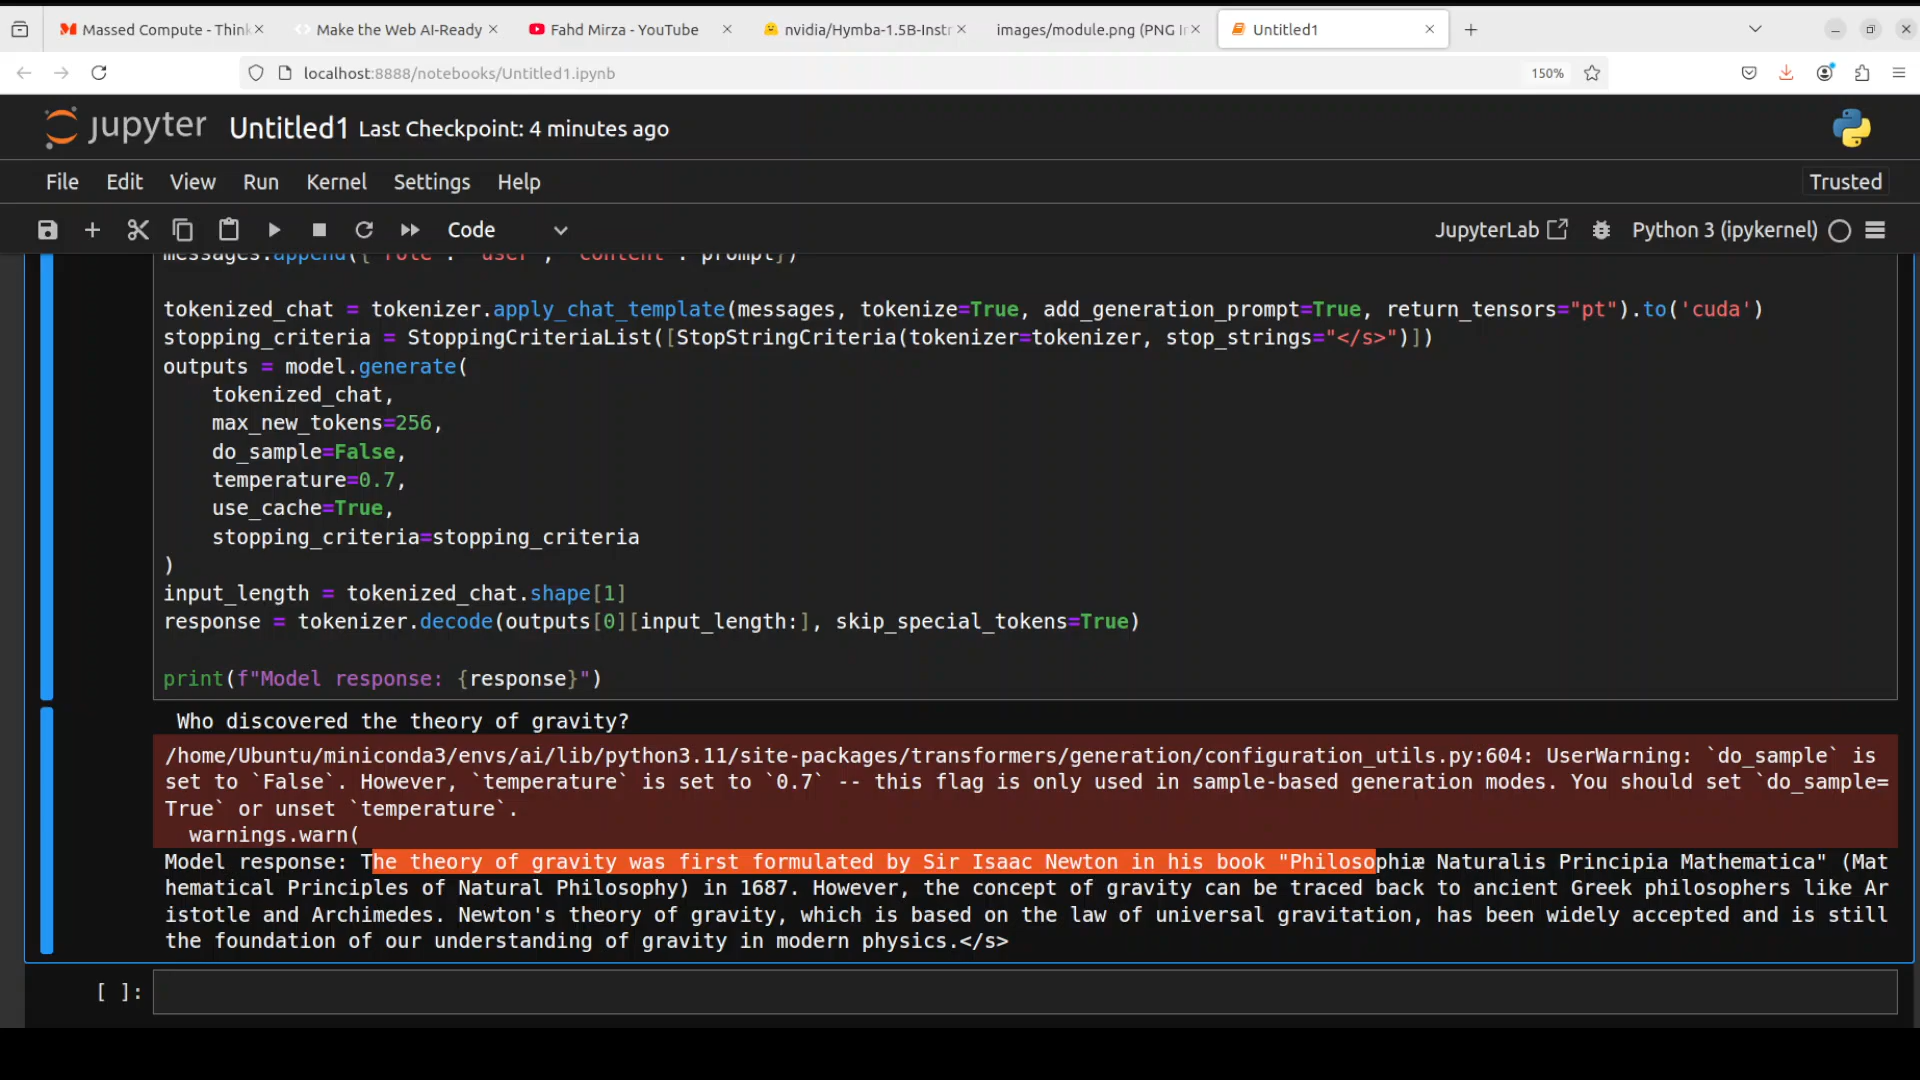 Massed Compute - Think
Make the Web AI-Ready
Fahd Mirza - YouTube
nvidia/Hymba-1.5B-Instr
images/module.png (PNG I
Untitled1
localhost:8888/notebooks/Untitled1.ipynb
150%
jupyter Untitled1 Last Checkpoint: 4 minutes ago
File Edit View Run Kernel Settings Help Trusted
Code JupyterLab Python 3 (ipykernel)
messages.append({"role": "user", "content": prompt})
tokenized_chat = tokenizer.apply_chat_template(messages, tokenize=True, add_generation_prompt=True, return_tensors="pt").to('cuda')
stopping_criteria = StoppingCriteriaList([StopStringCriteria(tokenizer=tokenizer, stop_strings="</s>")])
outputs = model.generate(
    tokenized_chat,
    max_new_tokens=256,
    do_sample=False,
    temperature=0.7,
    use_cache=True,
    stopping_criteria=stopping_criteria
)
input_length = tokenized_chat.shape[1]
response = tokenizer.decode(outputs[0][input_length:], skip_special_tokens=True)
print(f"Model response: {response}")
Who discovered the theory of gravity?
/home/Ubuntu/miniconda3/envs/ai/lib/python3.11/site-packages/transformers/generation/configuration_utils.py:604: UserWarning: `do_sample` is
set to `False`. However, `temperature` is set to `0.7` -- this flag is only used in sample-based generation modes. You should set `do_sample=
True` or unset `temperature`.
  warnings.warn(
Model response: The theory of gravity was first formulated by Sir Isaac Newton in his book "Philosophiæ Naturalis Principia Mathematica" (Mat
hematical Principles of Natural Philosophy) in 1687. However, the concept of gravity can be traced back to ancient Greek philosophers like Ar
istotle and Archimedes. Newton's theory of gravity, which is based on the law of universal gravitation, has been widely accepted and is still
the foundation of our understanding of gravity in modern physics.</s>
[ ]: